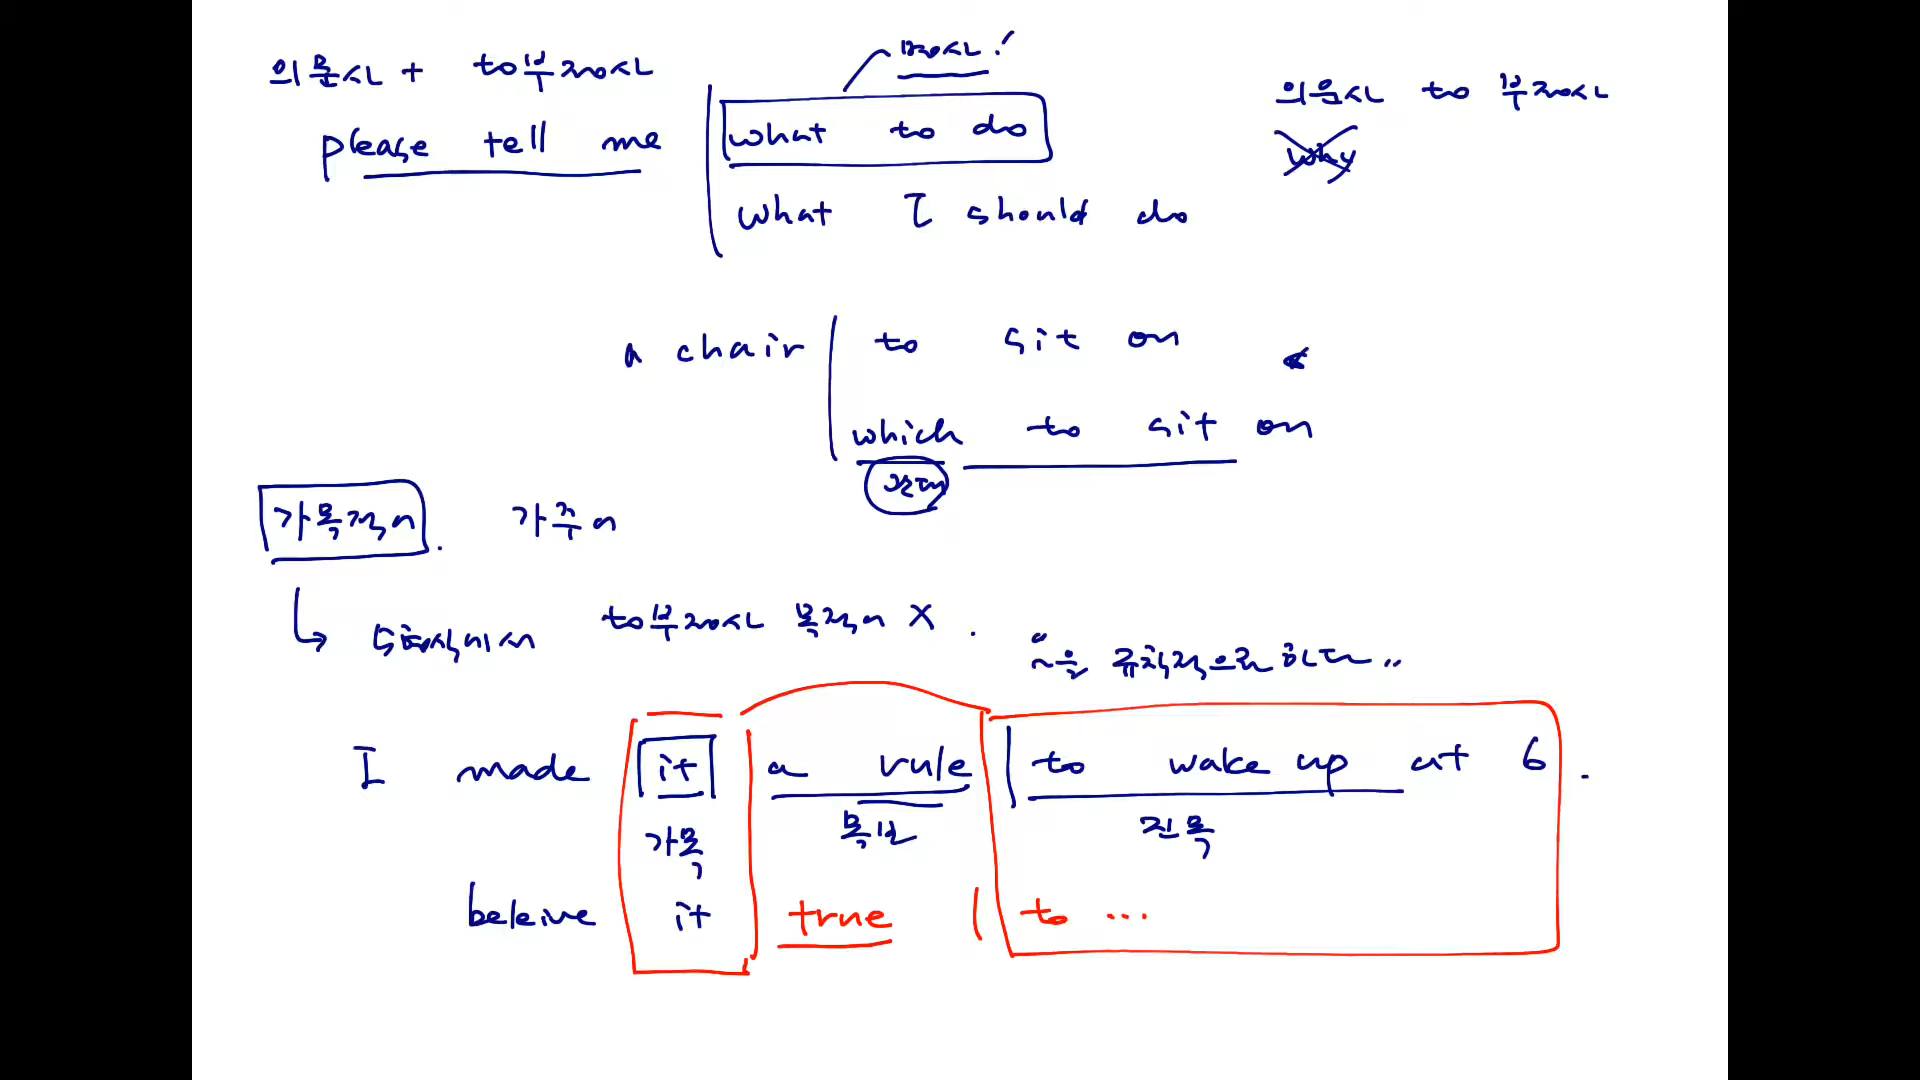 의문사 + to부정사
명사!
please tell me what to do
what I should do
의문사 to 부정사
why
a chair to sit on
which to sit on
관대
가목적어. 가주어
↳ 5형식에서 to부정사 목적어 X.
~을 규칙적으로 한다..
I made it a rule to wake up at 6.
가목 목보 진목
beleive it true to ...